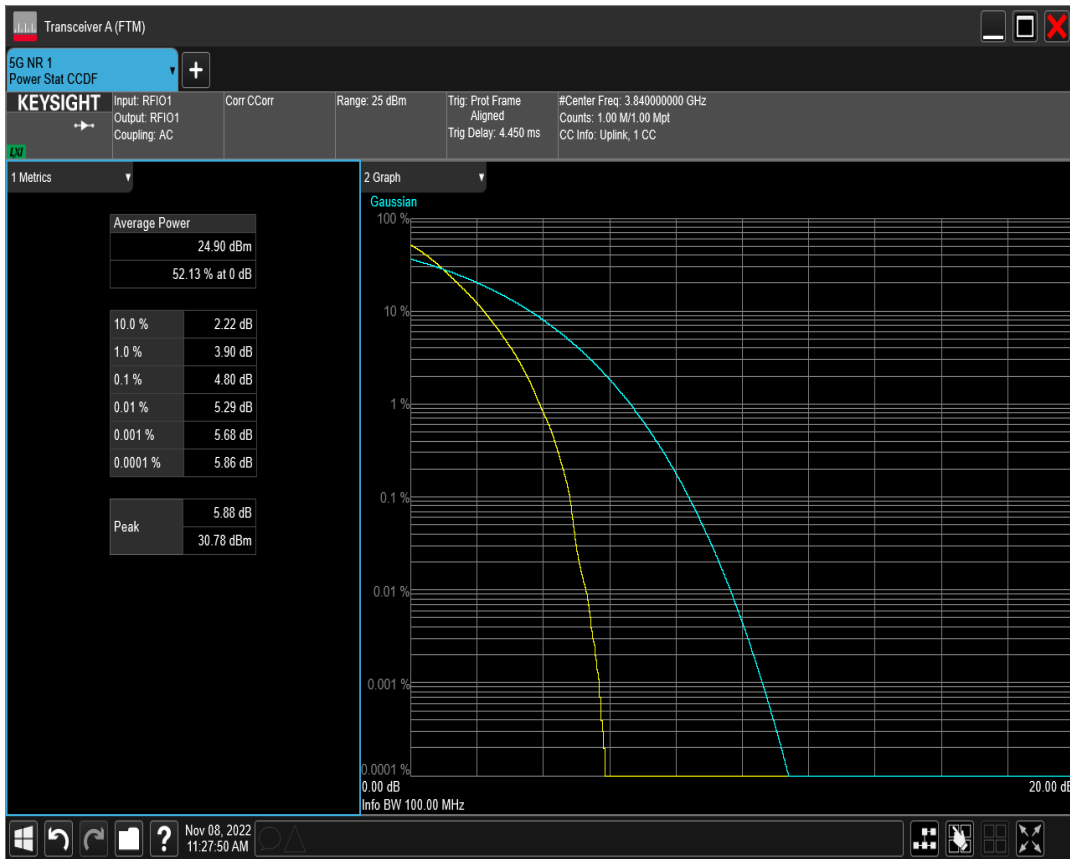 Transceiver A (FTM)
5G NR 1
Power Stat CCDF
KEYSIGHT
LXI
Input: RFIO1
Output: RFIO1
Coupling: AC
Corr CCorr
Range: 25 dBm
Trig: Prot Frame
Aligned
Trig Delay: 4.450 ms
#Center Freq: 3.840000000 GHz
Counts: 1.00 M/1.00 Mpt
CC Info: Uplink, 1 CC
1 Metrics
Average Power
24.90 dBm
52.13 % at 0 dB
10.0 % 2.22 dB
1.0 % 3.90 dB
0.1 % 4.80 dB
0.01 % 5.29 dB
0.001 % 5.68 dB
0.0001 % 5.86 dB
Peak
5.88 dB
30.78 dBm
2 Graph
Gaussian
100 %
10 %
1 %
0.1 %
0.01 %
0.001 %
0.0001 %
0.00 dB 20.00 dB
Info BW 100.00 MHz
Nov 08, 2022
11:27:50 AM